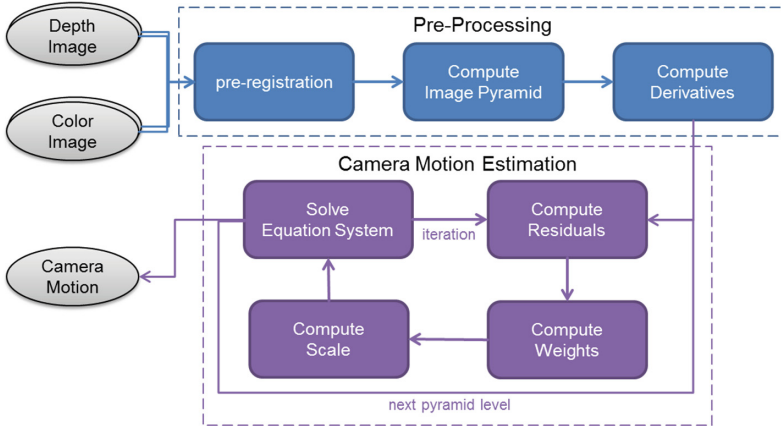 Depth
Image
Pre-Processing
pre-registration
Compute
Image Pyramid
Compute
Derivatives
Color
Image
Camera Motion Estimation
Solve
Equation System
iteration
Compute
Residuals
Camera
Motion
Compute
Scale
Compute
Weights
next pyramid level